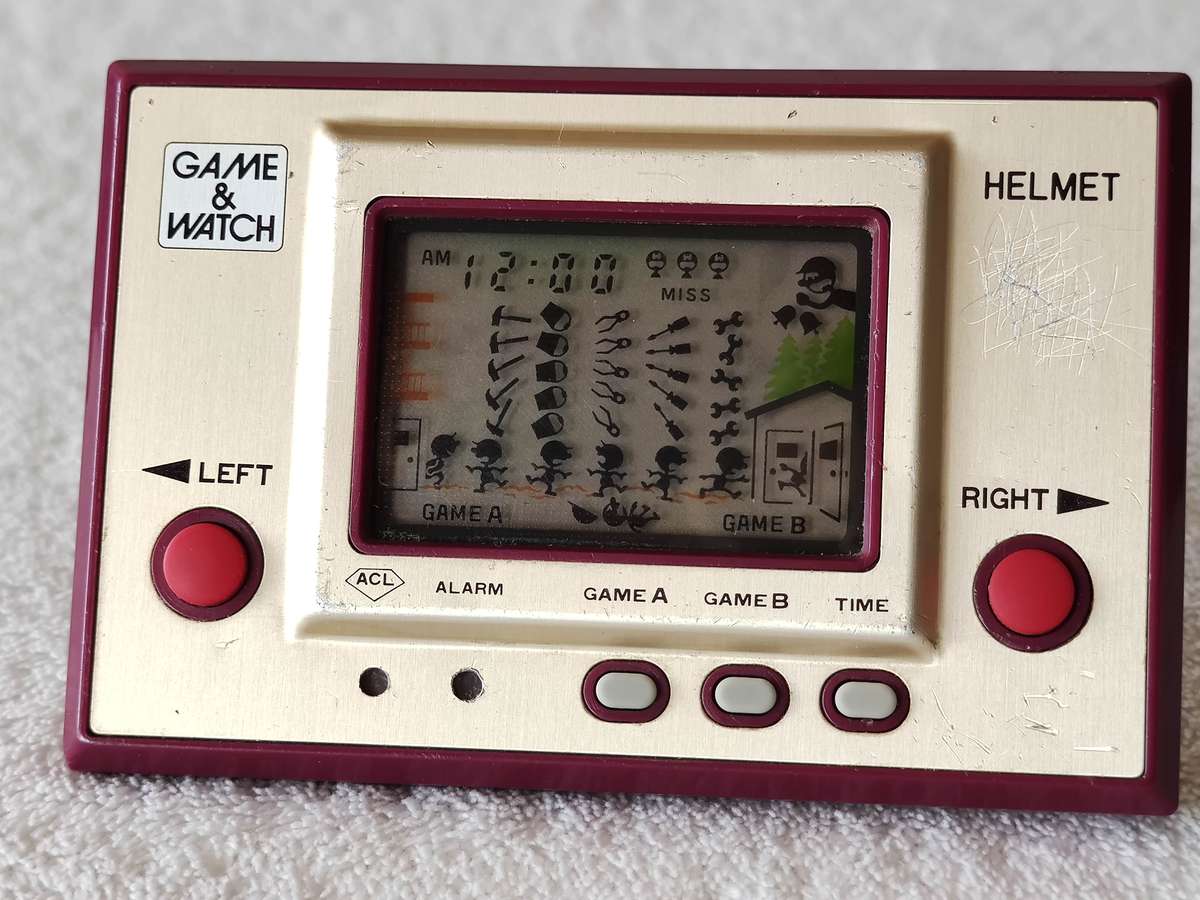 GAME
&
WATCH
HELMET
AM 12:00
MISS
LEFT
RIGHT
GAME A
GAME B
ACL
ALARM
GAME A
GAME B
TIME